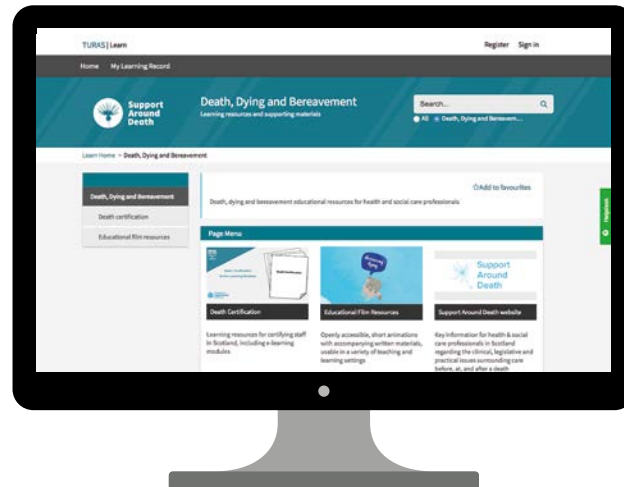 TURAS | Learn
Register Sign in
Home My Learning Record
Support
Around
Death
Death, Dying and Bereavement
Learning resources and supporting materials
Search...
All Death, Dying and Bereavem...
Learn Home > Death, Dying and Bereavement
Death, Dying and Bereavement
Death certification
Educational film resources
Add to favourites
Death, dying and bereavement educational resources for health and social care professionals
Helpdesk
Page Menu
Support
Around
Death
Death Certification
Educational Film Resources
Support Around Death website
Learning resources for certifying staff
in Scotland, including e-learning
modules
Openly accessible, short animations
with accompanying written materials,
usable in a variety of teaching and
learning settings
Key information for health & social
care professionals in Scotland
regarding the clinical, legislative and
practical issues surrounding care
before, at, and after a death